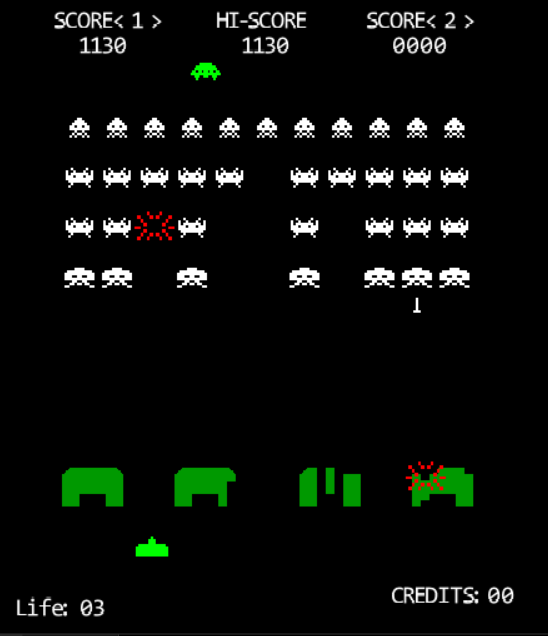 SCORE< 1 > HI-SCORE SCORE< 2 >
1130 1130 0000
CREDITS: 00
Life: 03